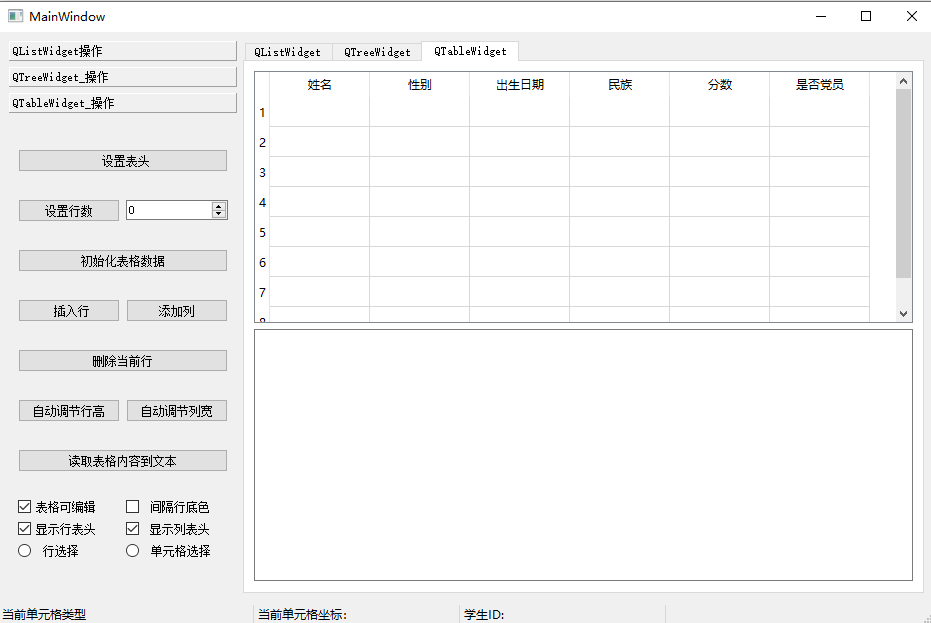 MainWindow
QListWidget操作
QTreeWidget_操作
QTableWidget_操作
设置表头
设置行数 0
初始化表格数据
插入行 添加列
删除当前行
自动调节行高 自动调节列宽
读取表格内容到文本
表格可编辑 间隔行底色
显示行表头 显示列表头
行选择 单元格选择
QListWidget QTreeWidget QTableWidget
姓名 性别 出生日期 民族 分数 是否党员
1
2
3
4
5
6
7
当前单元格类型 当前单元格坐标: 学生ID: